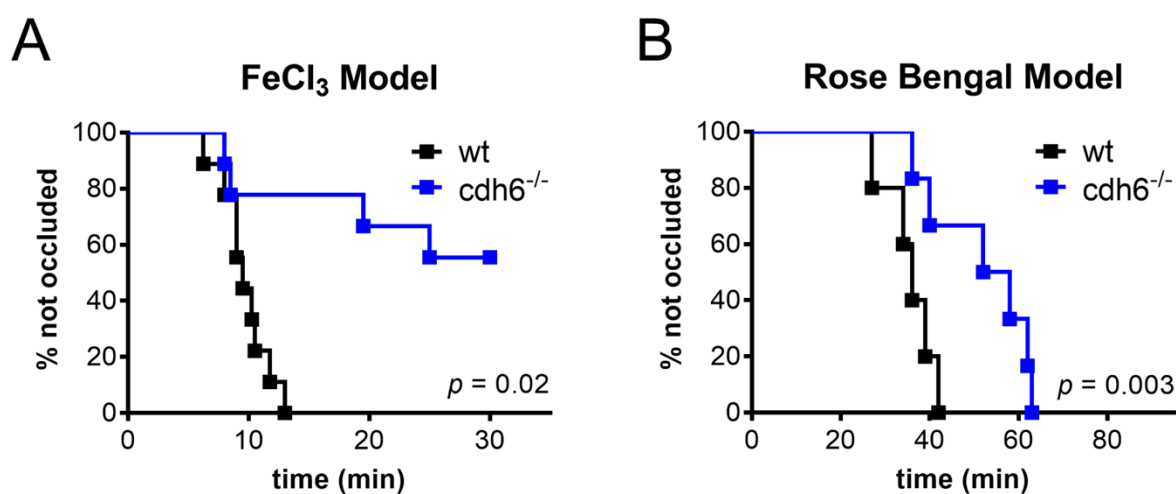 A
FeCl₃ Model
% not occluded
100
80
60
40
20
0
wt
cdh6⁻/⁻
p = 0.02
0 10 20 30
time (min)
B
Rose Bengal Model
% not occluded
100
80
60
40
20
0
wt
cdh6⁻/⁻
p = 0.003
0 20 40 60 80
time (min)